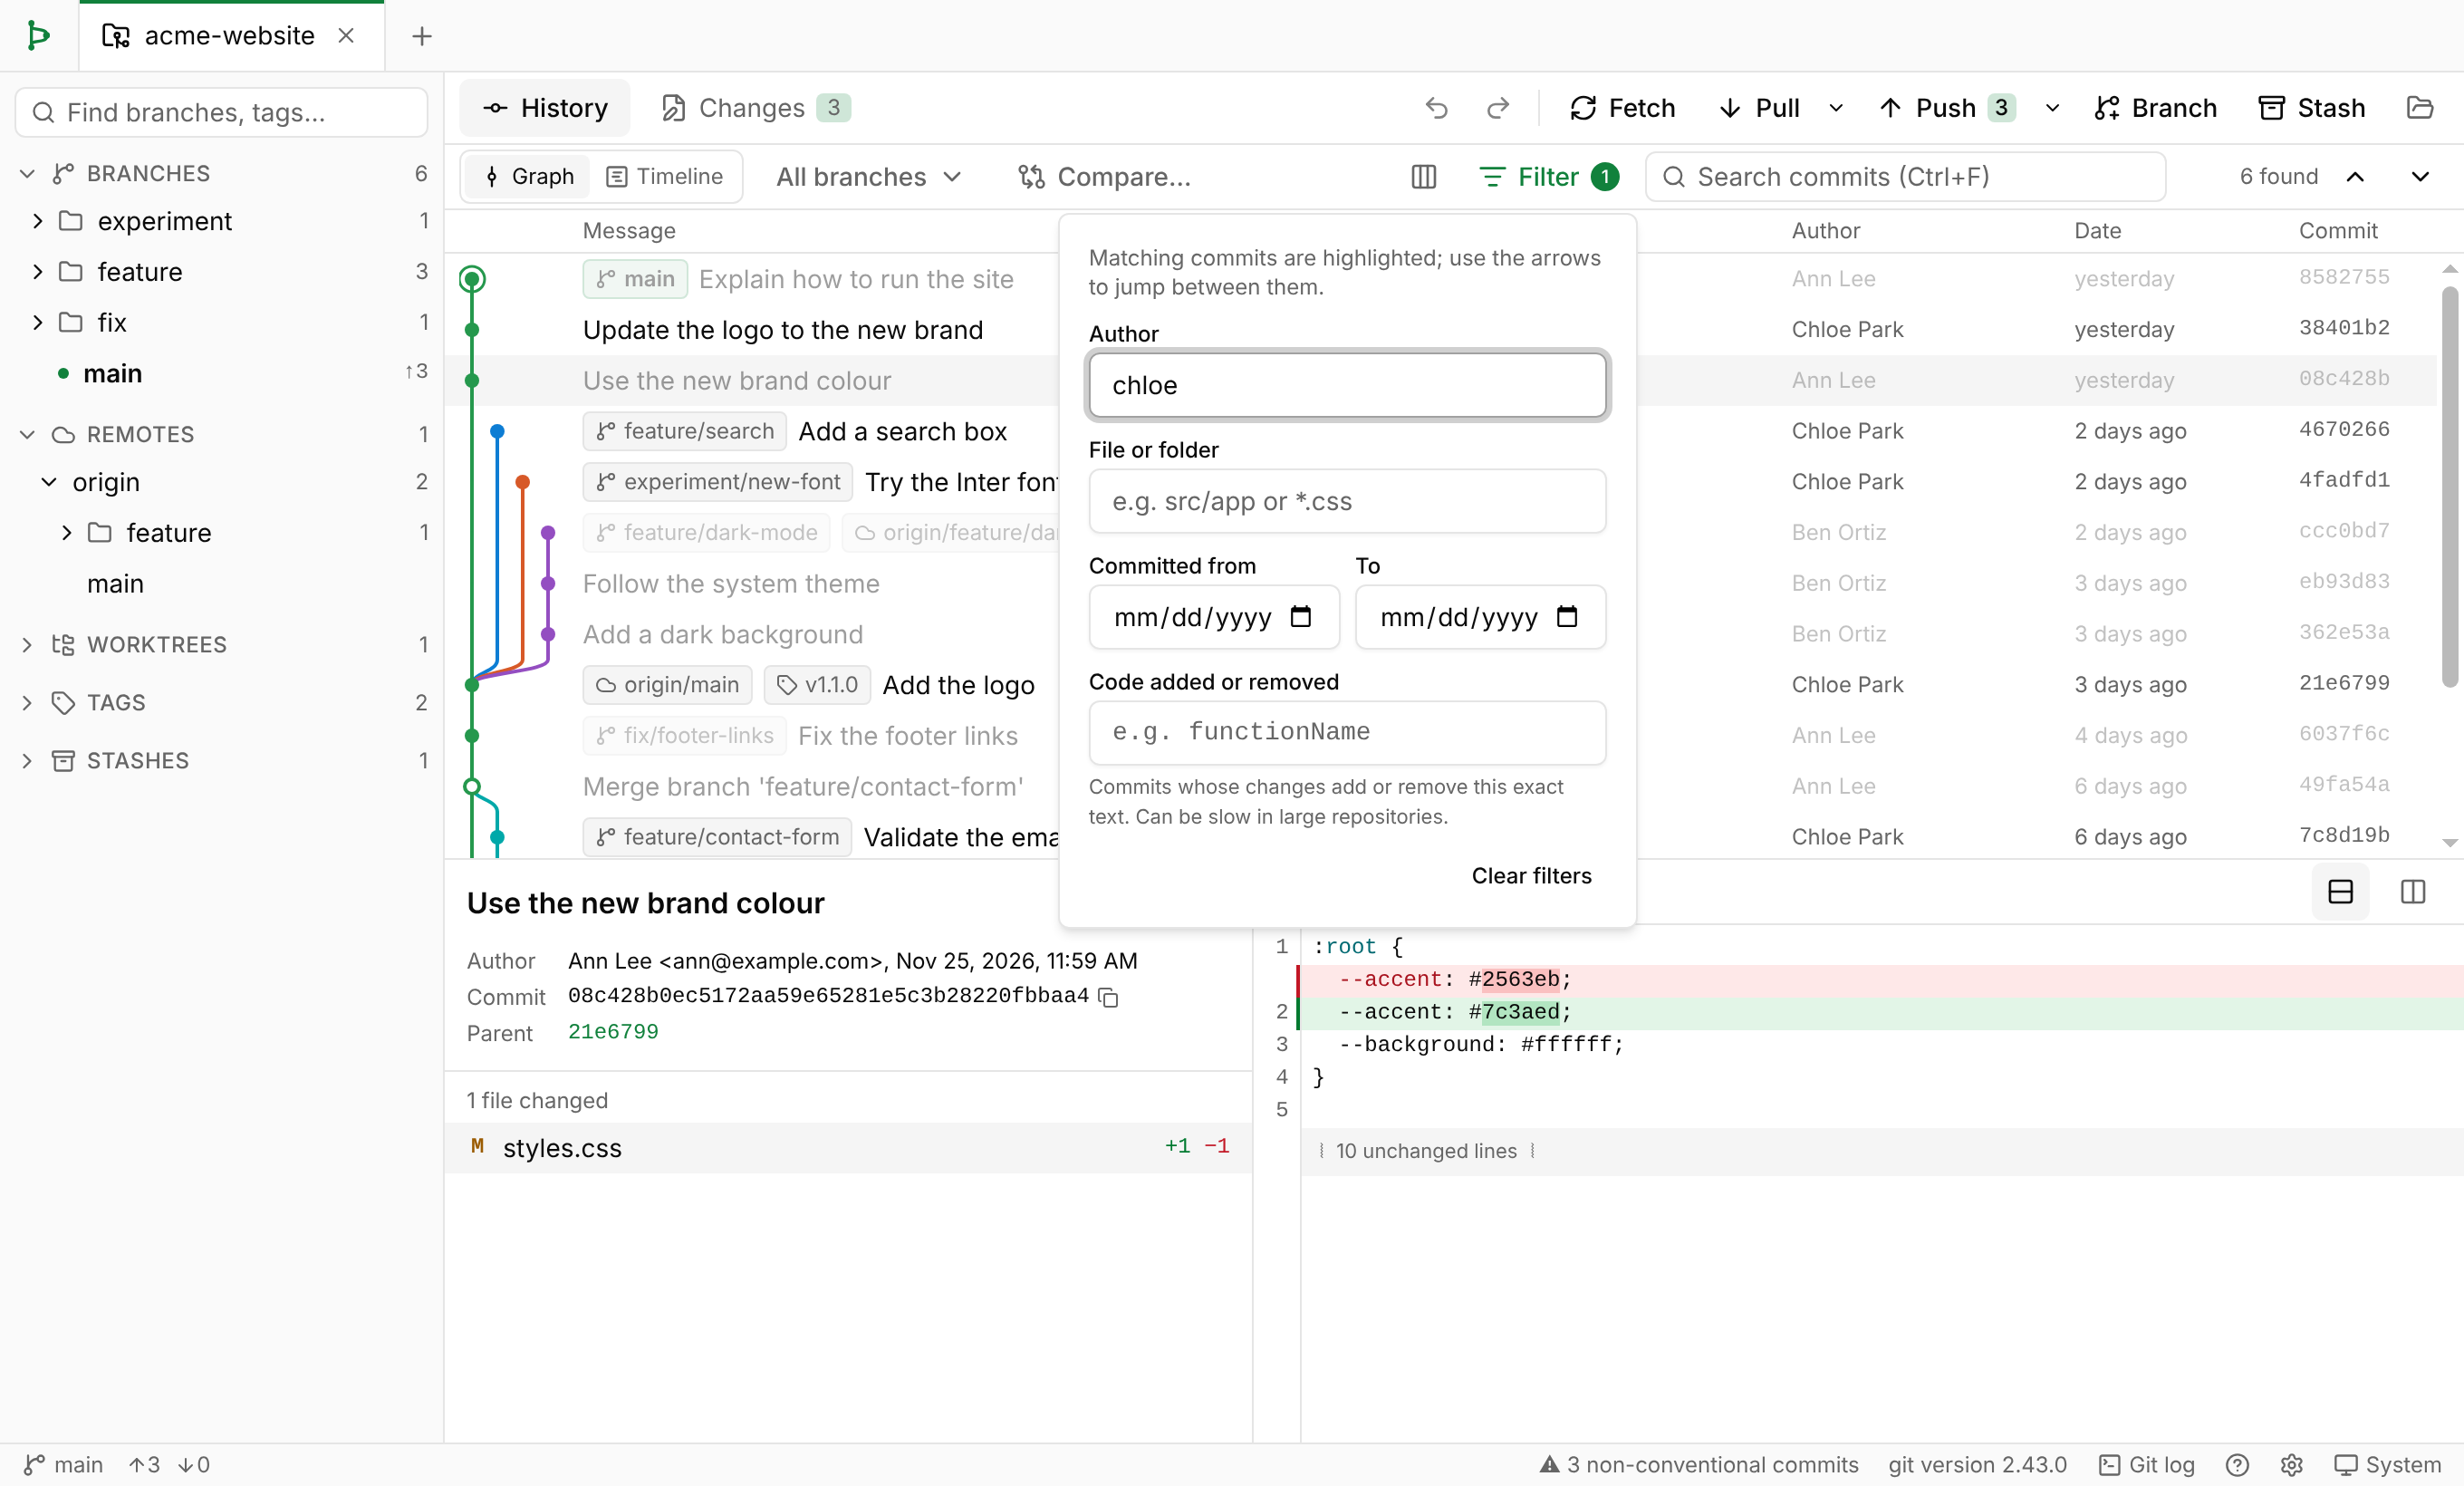 acme-website
Find branches, tags...
BRANCHES 6
experiment 1
feature 3
fix 1
main ↑3
REMOTES 1
origin 2
feature 1
main
WORKTREES 1
TAGS 2
STASHES 1
History Changes 3 Fetch Pull Push 3 Branch Stash
Graph Timeline All branches Compare... Filter 1 Search commits (Ctrl+F) 6 found
Message Author Date Commit
main Explain how to run the site Ann Lee yesterday 8582755
Update the logo to the new brand Chloe Park yesterday 38401b2
Use the new brand colour Ann Lee yesterday 08c428b
feature/search Add a search box Chloe Park 2 days ago 4670266
experiment/new-font Try the Inter Chloe Park 2 days ago 4fadfd1
feature/dark-mode Ben Ortiz 2 days ago ccc0bd7
Follow the system theme Ben Ortiz 3 days ago eb93d83
Add a dark background Ben Ortiz 3 days ago 362e53a
origin/main v1.1.0 Add the logo Chloe Park 3 days ago 21e6799
fix/footer-links Fix the footer links Ann Lee 4 days ago 6037f6c
Merge branch 'feature/contact-form' Ann Lee 6 days ago 49fa54a
feature/contact-form Validate the Chloe Park 6 days ago 7c8d19b
Matching commits are highlighted; use the arrows
to jump between them.
Author
chloe
File or folder
e.g. src/app or *.css
Committed from To
mm/dd/yyyy mm/dd/yyyy
Code added or removed
e.g. functionName
Commits whose changes add or remove this exact
text. Can be slow in large repositories.
Clear filters
Use the new brand colour
Author Ann Lee <ann@example.com>, Nov 25, 2026, 11:59 AM
Commit 08c428b0ec5172aa59e65281e5c3b28220fbbaa4
Parent 21e6799
1 file changed
M styles.css +1 −1
1 :root {
--accent: #2563eb;
2 --accent: #7c3aed;
3 --background: #ffffff;
4 }
5
10 unchanged lines
main ↑3 ↓0
3 non-conventional commits git version 2.43.0 Git log System